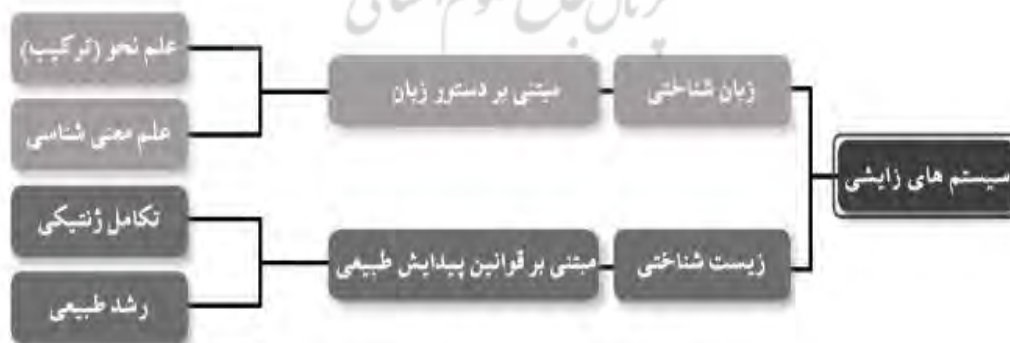 سیستم های زایشی
زبان شناختی
مبتنی بر دستور زبان
علم نحو (ترکیب)
علم معنی شناسی
زیست شناختی
مبتنی بر قوانین پیدایش طبیعی
تکامل ژنتیکی
رشد طبیعی